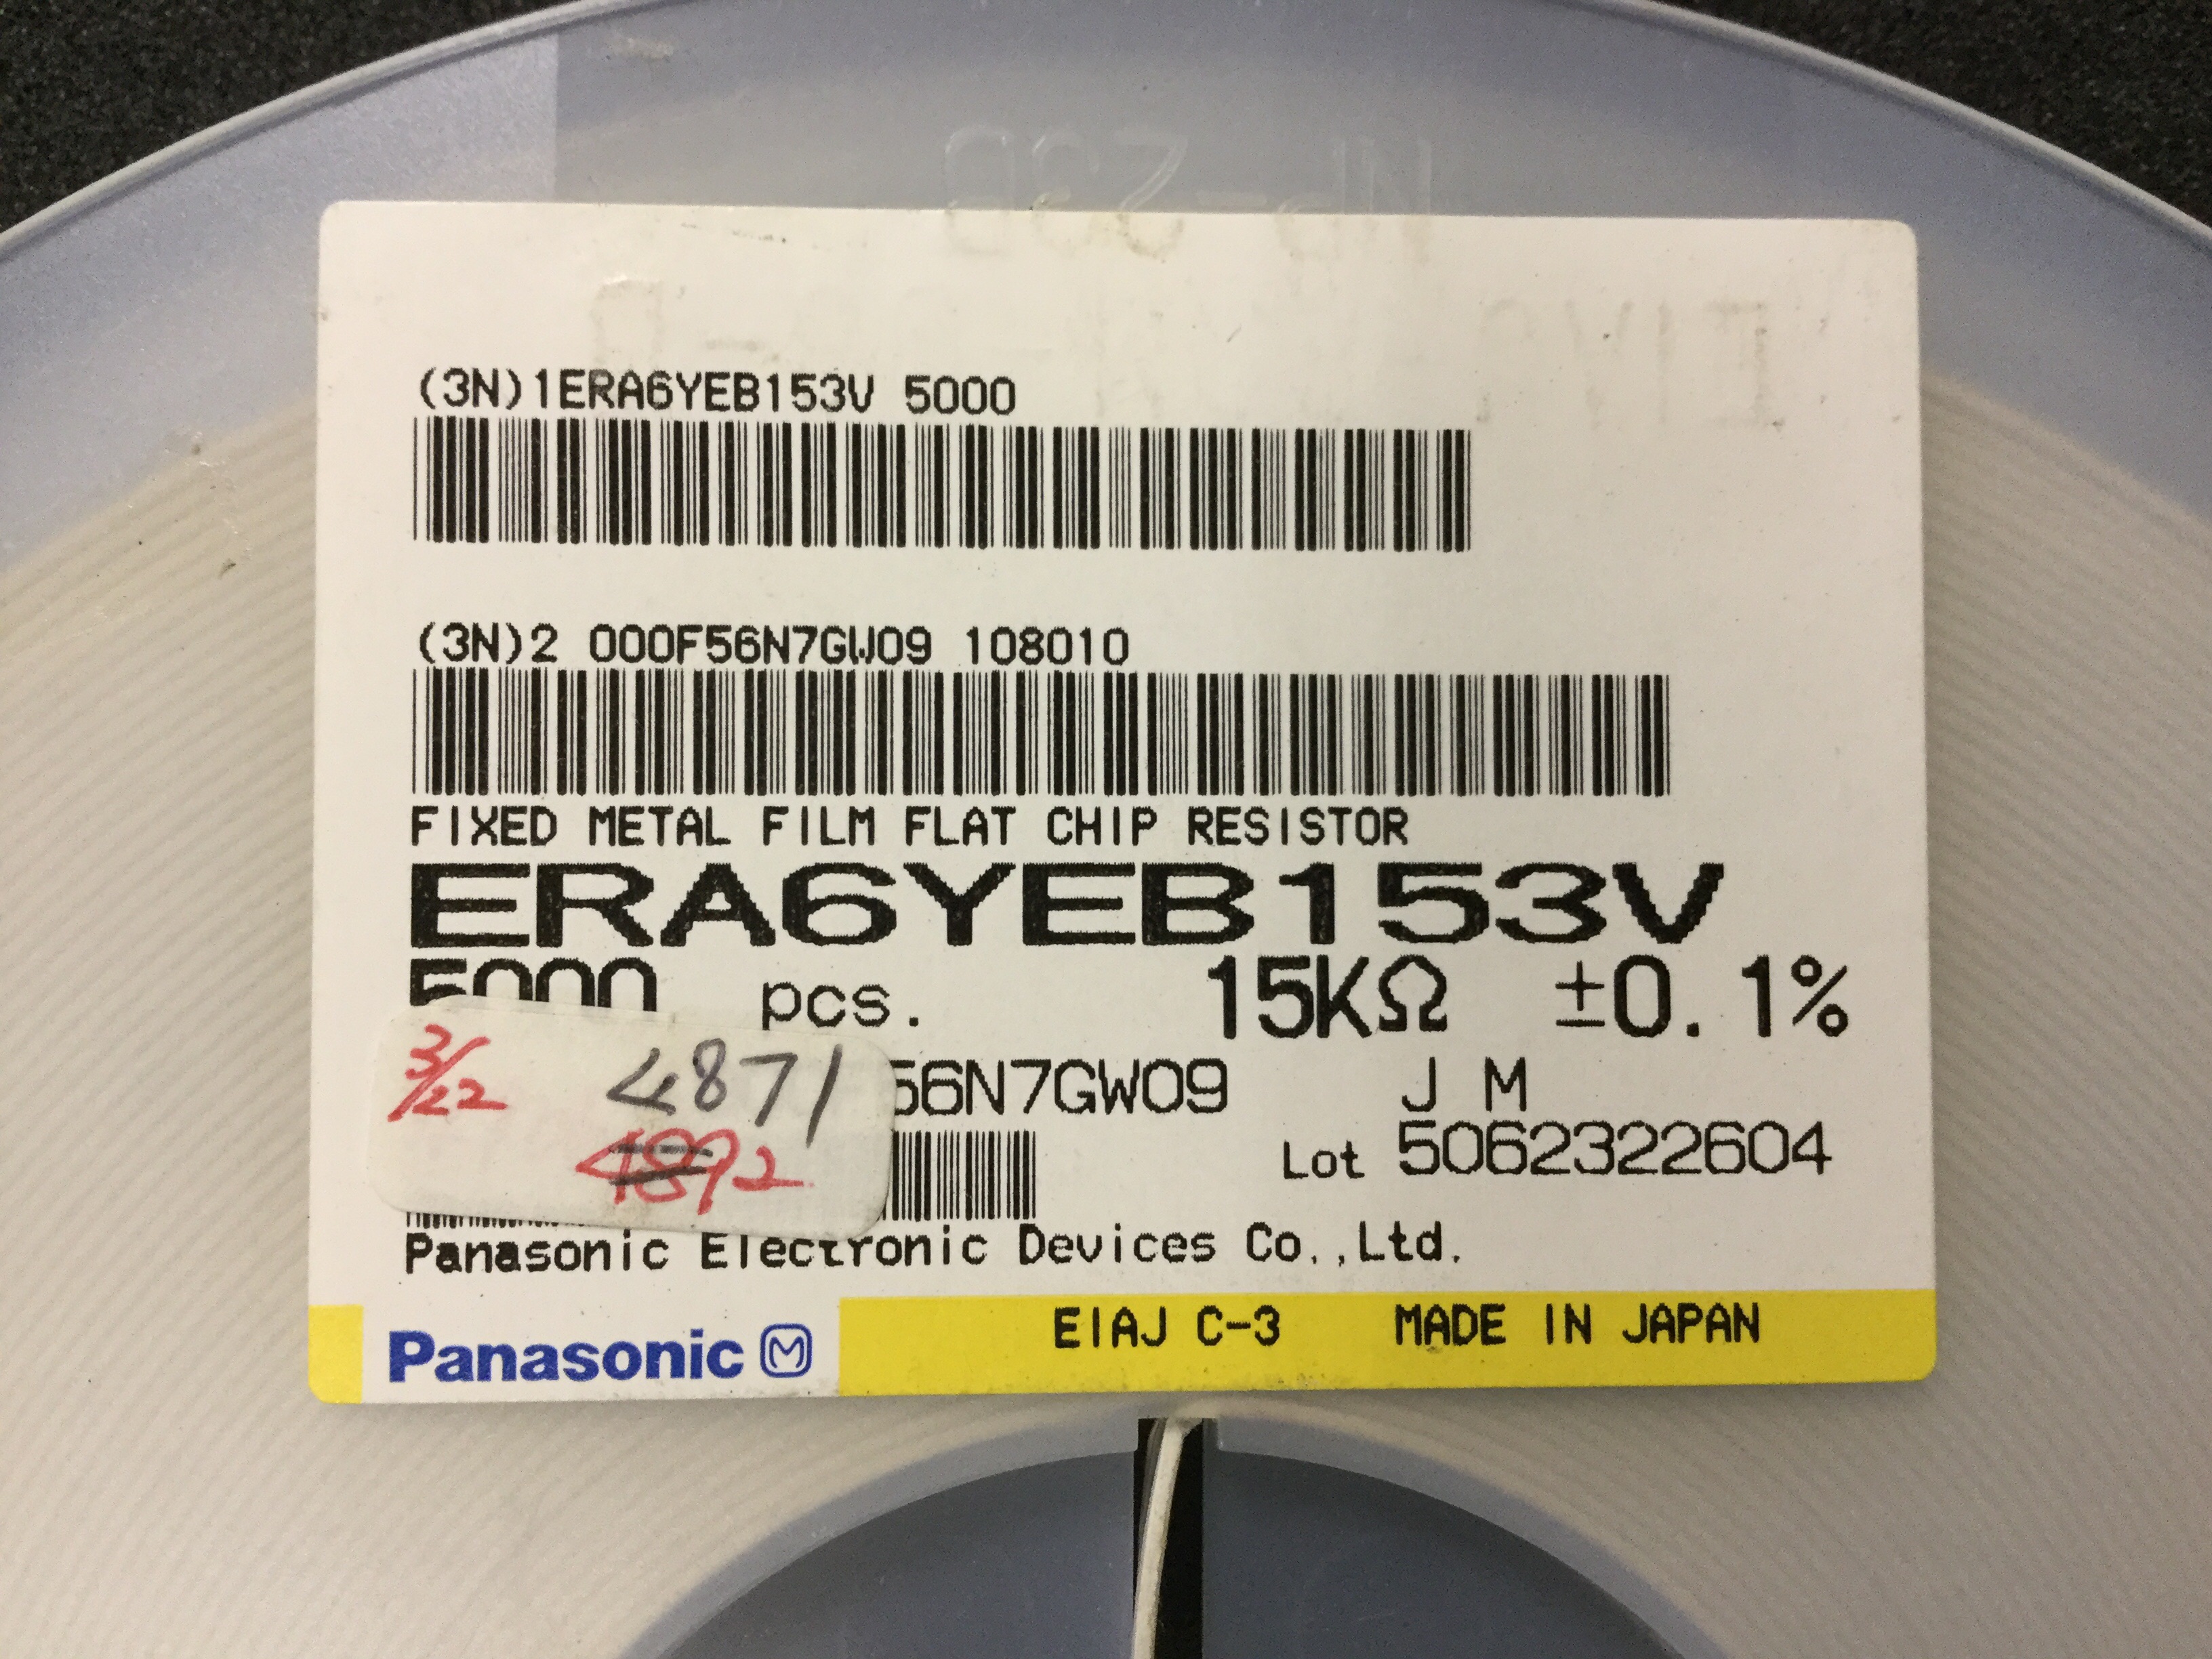 (3N)1ERA6YEB153V 5000
(3N)2 000F56N7GW09 108010
FIXED METAL FILM FLAT CHIP RESISTOR
ERA6YEB153V
5000 pcs. 15KΩ ±0.1%
3/22 4871
56N7GW09 J M
4892
Lot 5062322604
Panasonic Electronic Devices Co.,Ltd.
Panasonic M EIAJ C-3 MADE IN JAPAN